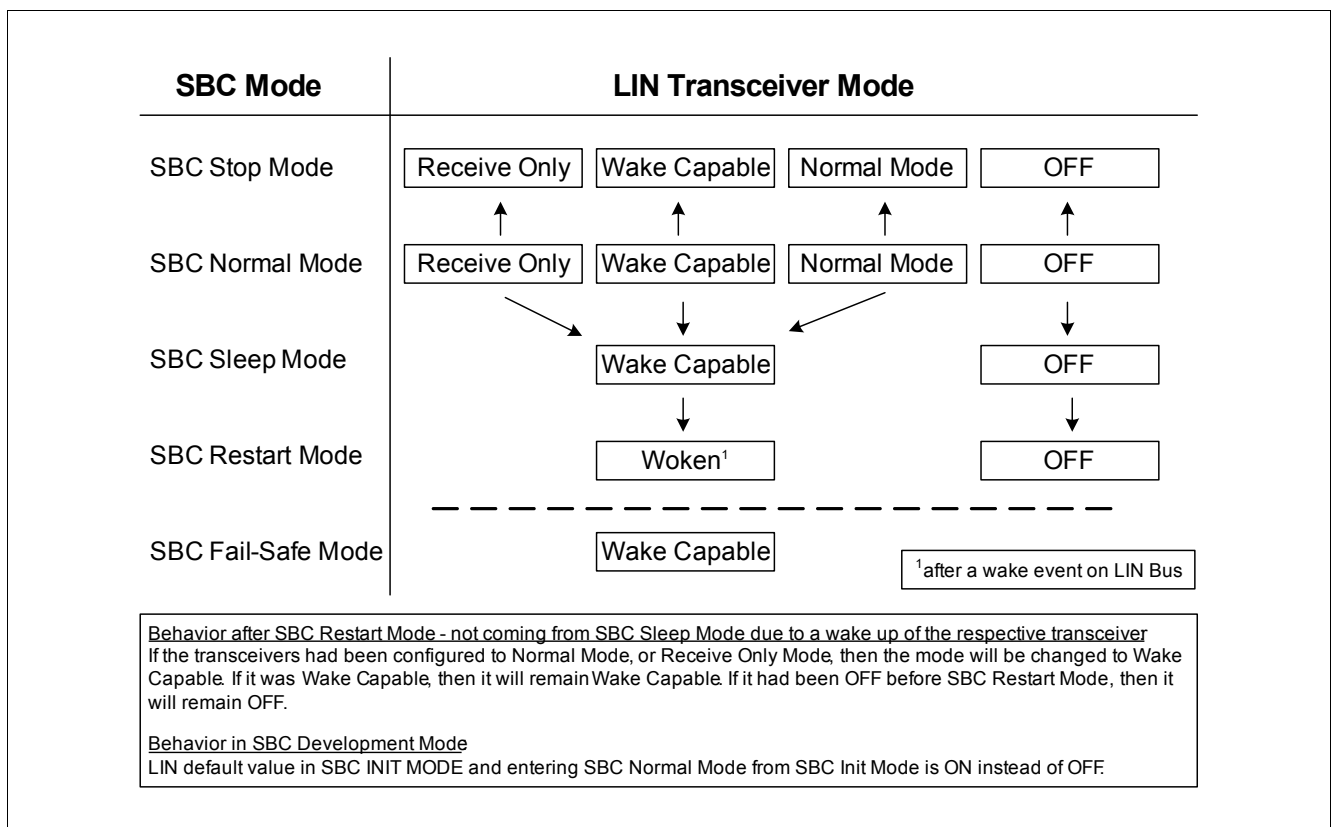 SBC Mode LIN Transceiver Mode
SBC Stop Mode Receive Only Wake Capable Normal Mode OFF
SBC Normal Mode Receive Only Wake Capable Normal Mode OFF
SBC Sleep Mode Wake Capable OFF
SBC Restart Mode Woken¹ OFF
SBC Fail-Safe Mode Wake Capable
¹after a wake event on LIN Bus
Behavior after SBC Restart Mode - not coming from SBC Sleep Mode due to a wake up of the respective transceiver
If the transceivers had been configured to Normal Mode, or Receive Only Mode, then the mode will be changed to Wake
Capable. If it was Wake Capable, then it will remain Wake Capable. If it had been OFF before SBC Restart Mode, then it
will remain OFF.
Behavior in SBC Development Mode
LIN default value in SBC INIT MODE and entering SBC Normal Mode from SBC Init Mode is ON instead of OFF.